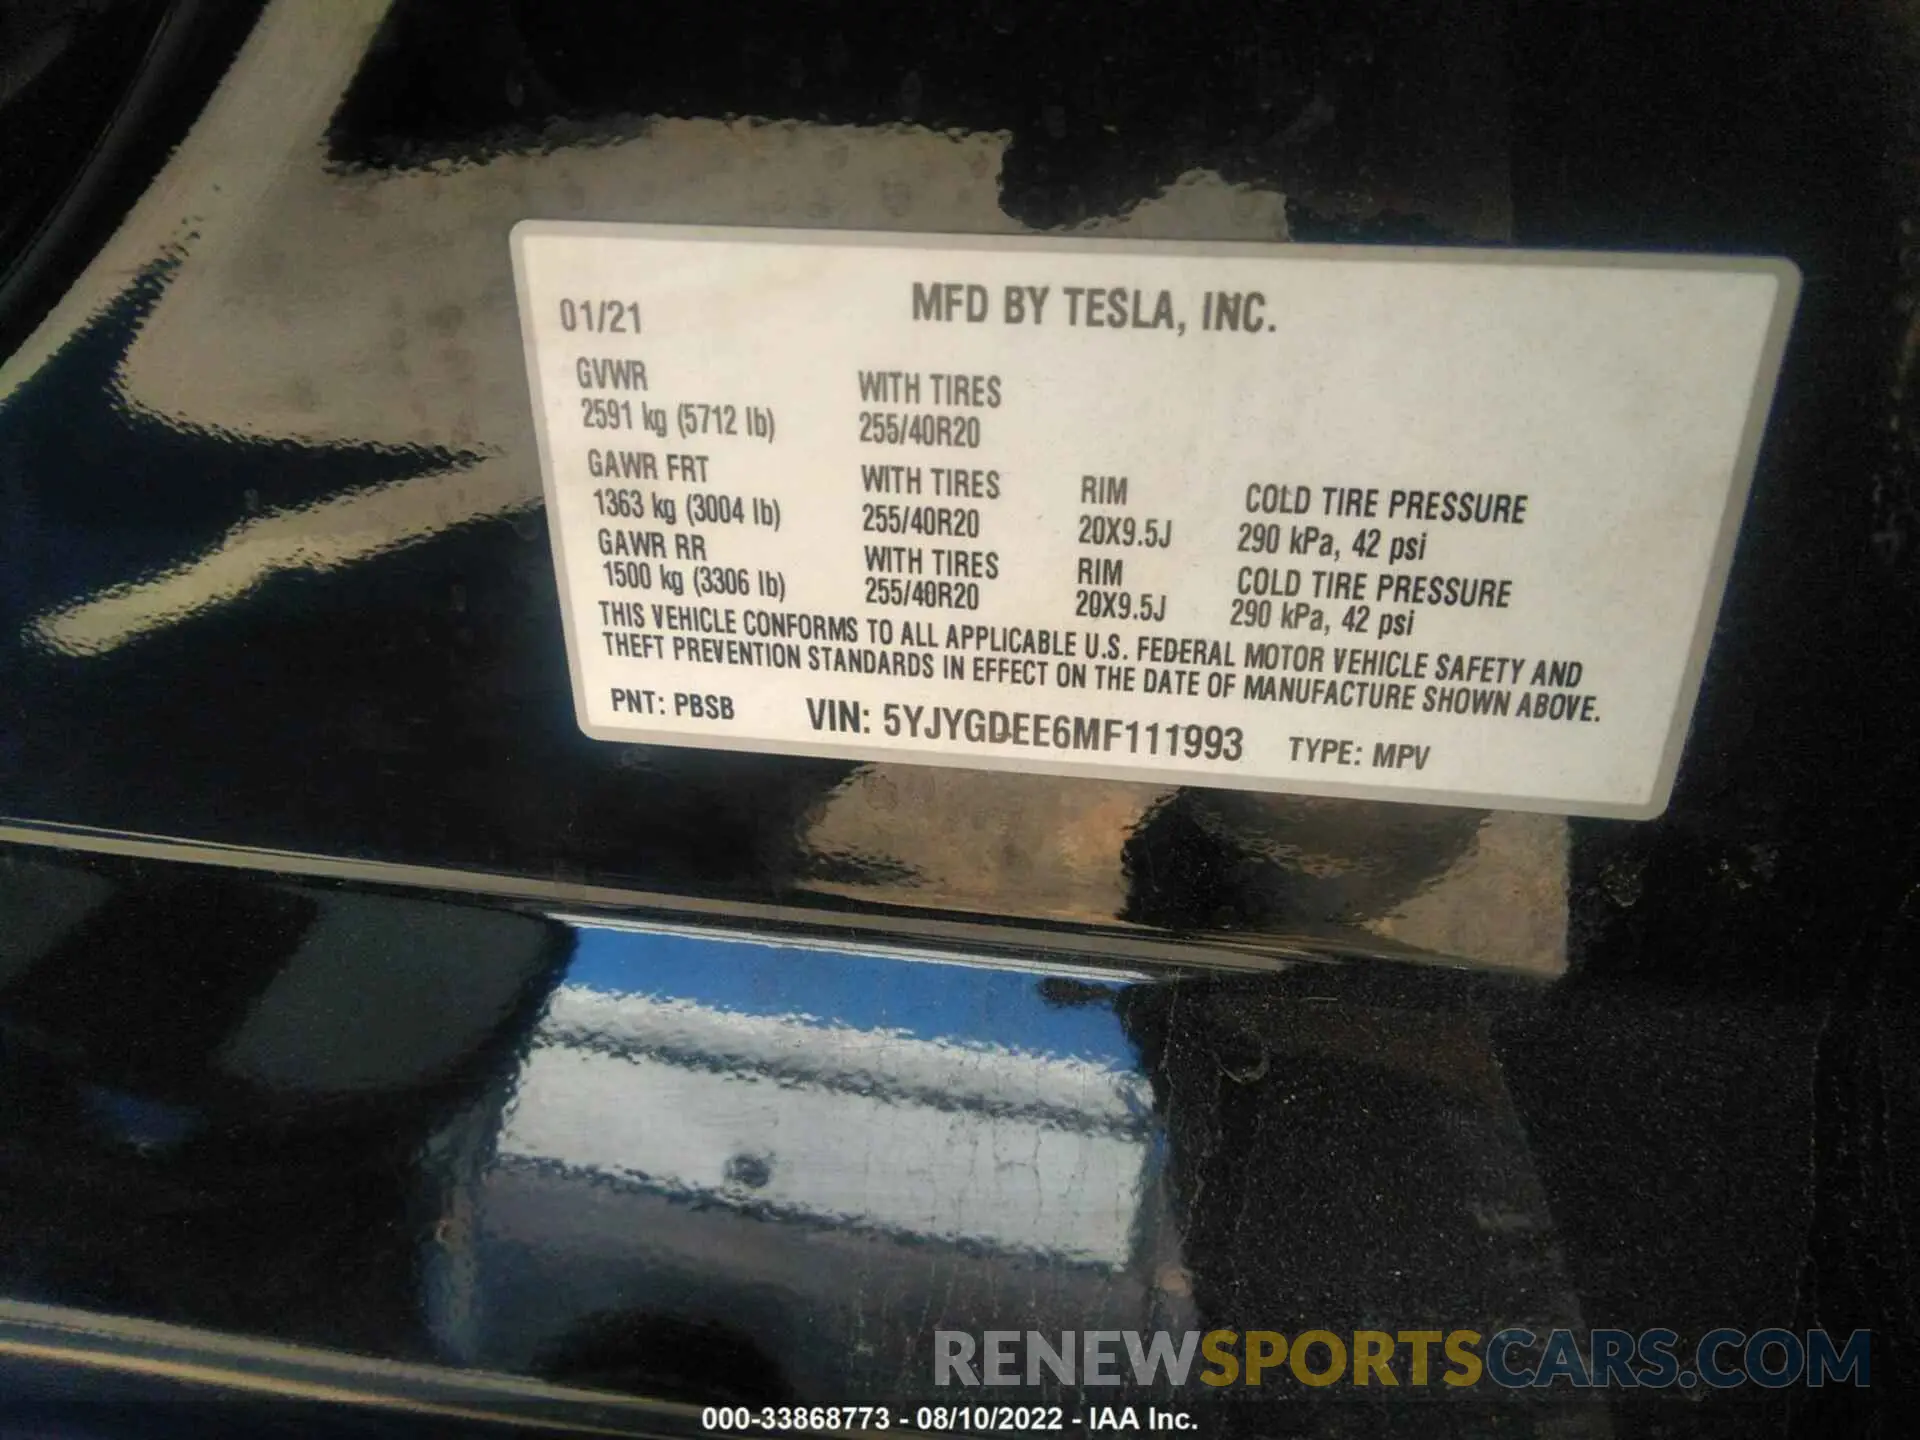 01/21 MFD BY TESLA, INC.
GVWR WITH TIRES
2591 kg (5712 lb) 255/40R20
GAWR FRT WITH TIRES RIM COLD TIRE PRESSURE
1363 kg (3004 lb) 255/40R20 20X9.5J 290 kPa, 42 psi
GAWR RR WITH TIRES RIM COLD TIRE PRESSURE
1500 kg (3306 lb) 255/40R20 20X9.5J 290 kPa, 42 psi
THIS VEHICLE CONFORMS TO ALL APPLICABLE U.S. FEDERAL MOTOR VEHICLE SAFETY AND
THEFT PREVENTION STANDARDS IN EFFECT ON THE DATE OF MANUFACTURE SHOWN ABOVE.
PNT: PBSB VIN: 5YJYGDEE6MF111993 TYPE: MPV
RENEWSPORTSCARS.COM
000-33868773 - 08/10/2022 - IAA Inc.